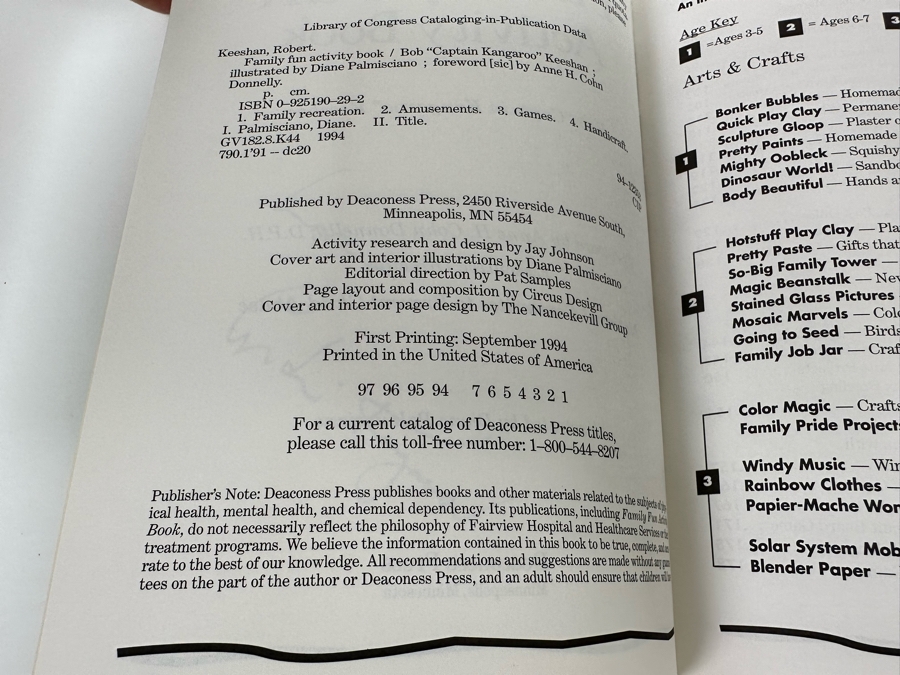 Library of Congress Cataloging-in-Publication Data
Keeshan, Robert.
Family fun activity book / Bob “Captain Kangaroo” Keeshan ;
illustrated by Diane Palmisciano ; foreword [sic] by Anne H. Cohn
Donnelly.
p. cm.
ISBN 0–925190–29–2
1. Family recreation. 2. Amusements. 3. Games. 4. Handicraft.
I. Palmisciano, Diane. II. Title.
GV182.8.K44 1994
790.1'91 -- dc20
CIP
Published by Deaconess Press, 2450 Riverside Avenue South,
Minneapolis, MN 55454
Activity research and design by Jay Johnson
Cover art and interior illustrations by Diane Palmisciano
Editorial direction by Pat Samples
Page layout and composition by Circus Design
Cover and interior page design by The Nancekevill Group
First Printing: September 1994
Printed in the United States of America
97 96 95 94 7 6 5 4 3 2 1
For a current catalog of Deaconess Press titles,
please call this toll-free number: 1–800–544–8207
Publisher's Note: Deaconess Press publishes books and other materials related to the subjects of
ical health, mental health, and chemical dependency. Its publications, including Family Fun
Book, do not necessarily reflect the philosophy of Fairview Hospital and Healthcare Services
treatment programs. We believe the information contained in this book to be true, complete,
rate to the best of our knowledge. All recommendations and suggestions are made without any
tees on the part of the author or Deaconess Press, and an adult should ensure that children
Age Key
1 =Ages 3-5 2 = Ages 6-7 3
Arts & Crafts
1
Bonker Bubbles — Homemad
Quick Play Clay — Permane
Sculpture Gloop — Plaster o
Pretty Paints — Homemade
Mighty Oobleck — Squishy
Dinosaur World! — Sandbo
Body Beautiful — Hands a
2
Hotstuff Play Clay — Pla
Pretty Paste — Gifts that
So-Big Family Tower —
Magic Beanstalk — Nev
Stained Glass Pictures
Mosaic Marvels — Colo
Going to Seed — Birds
Family Job Jar — Craf
3
Color Magic — Crafts
Family Pride Projects
Windy Music — Win
Rainbow Clothes —
Papier-Mache Wor
Solar System Mob
Blender Paper —